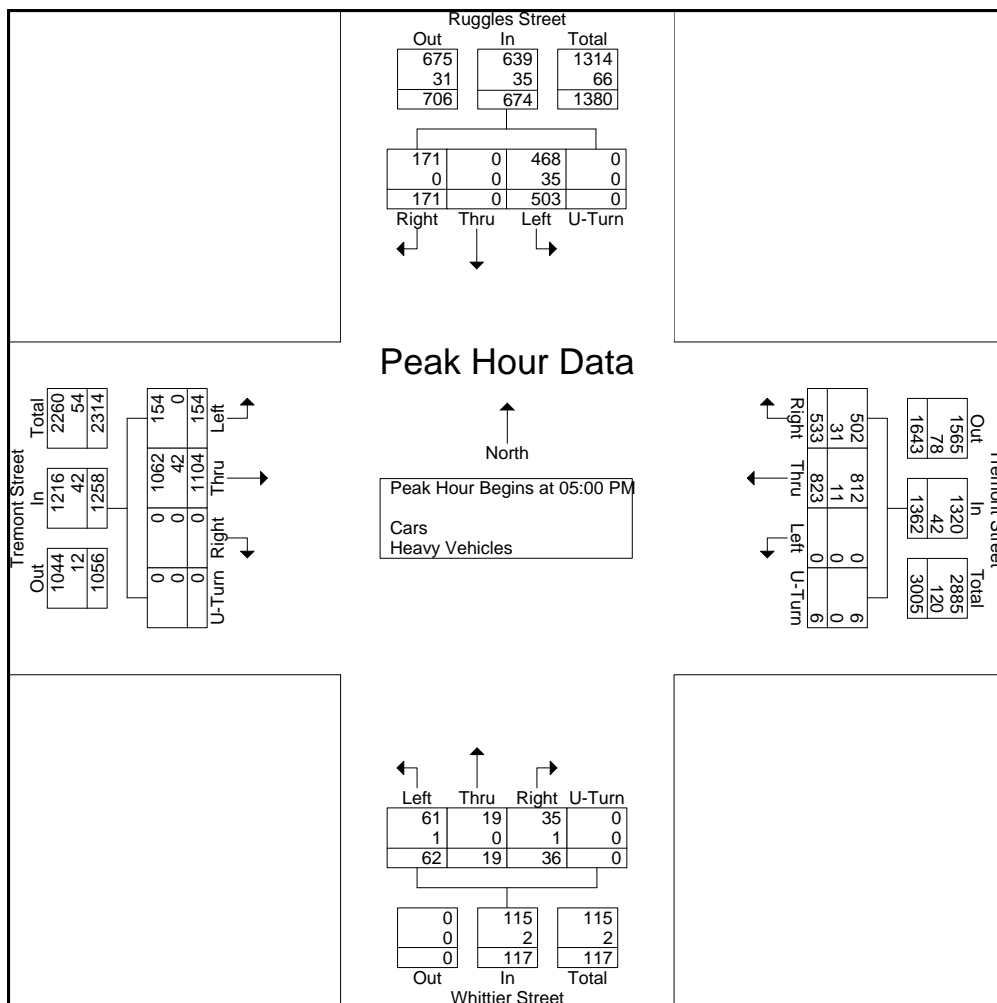 Ruggles Street
Out In Total
675 639 1314
31 35 66
706 674 1380
171 0 468 0
0 0 35 0
171 0 503 0
Right Thru Left U-Turn
Peak Hour Data
North
Peak Hour Begins at 05:00 PM
Cars
Heavy Vehicles
Tremont Street
Total In Out
2260 1216 1044
54 42 12
2314 1258 1056
154 1062 0 0
0 42 0 0
154 1104 0 0
Left Thru Right U-Turn
Tremont Street
Out In Total
1565 1320 2885
78 42 120
1643 1362 3005
502 812 0 6
31 11 0 0
533 823 0 6
Right Thru Left U-Turn
Left Thru Right U-Turn
61 19 35 0
1 0 1 0
62 19 36 0
0 115 115
0 2 2
0 117 117
Out In Total
Whittier Street